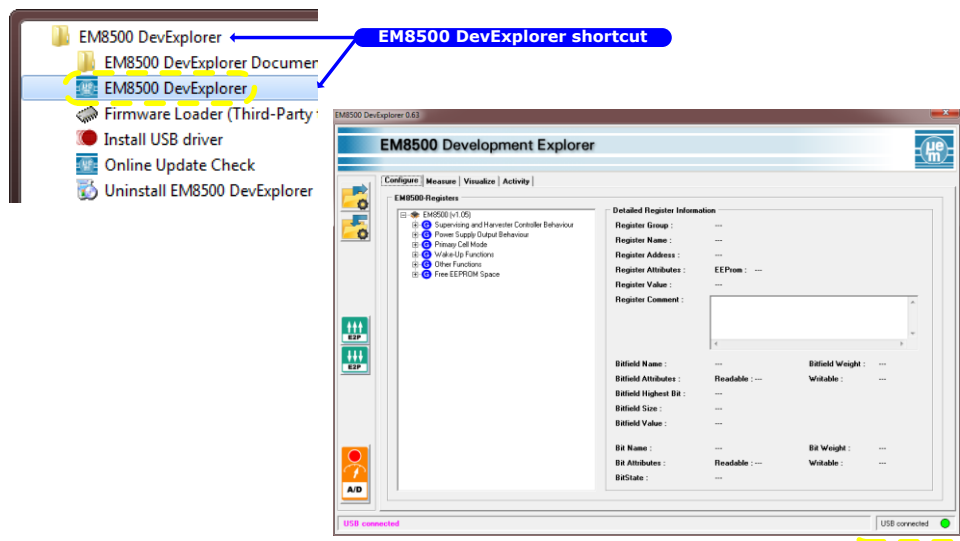 EM8500 DevExplorer
EM8500 DevExplorer shortcut
EM8500 DevExplorer Documen
EM8500 DevExplorer
Firmware Loader (Third-Party
Install USB driver
Online Update Check
Uninstall EM8500 DevExplorer
EM8500 DevExplorer 0.63
EM8500 Development Explorer
μe
m
Configure Measure Visualize Activity
EM8500-Registers
EM8500 (v1.05)
G Supervising and Harvester Controller Behaviour
G Power Supply Output Behaviour
G Primary Cell Mode
G Wake-Up Functions
G Other Functions
G Free EEPROM Space
Detailed Register Information
Register Group : ---
Register Name : ---
Register Address : ---
Register Attributes : EEProm : ---
Register Value : ---
Register Comment :
Bitfield Name : --- Bitfield Weight : ---
Bitfield Attributes : Readable : --- Writable : ---
Bitfield Highest Bit : ---
Bitfield Size : ---
Bitfield Value : ---
Bit Name : --- Bit Weight : ---
Bit Attributes : Readable : --- Writable : ---
BitState : ---
E2P
E2P
A/D
USB connected
USB connected